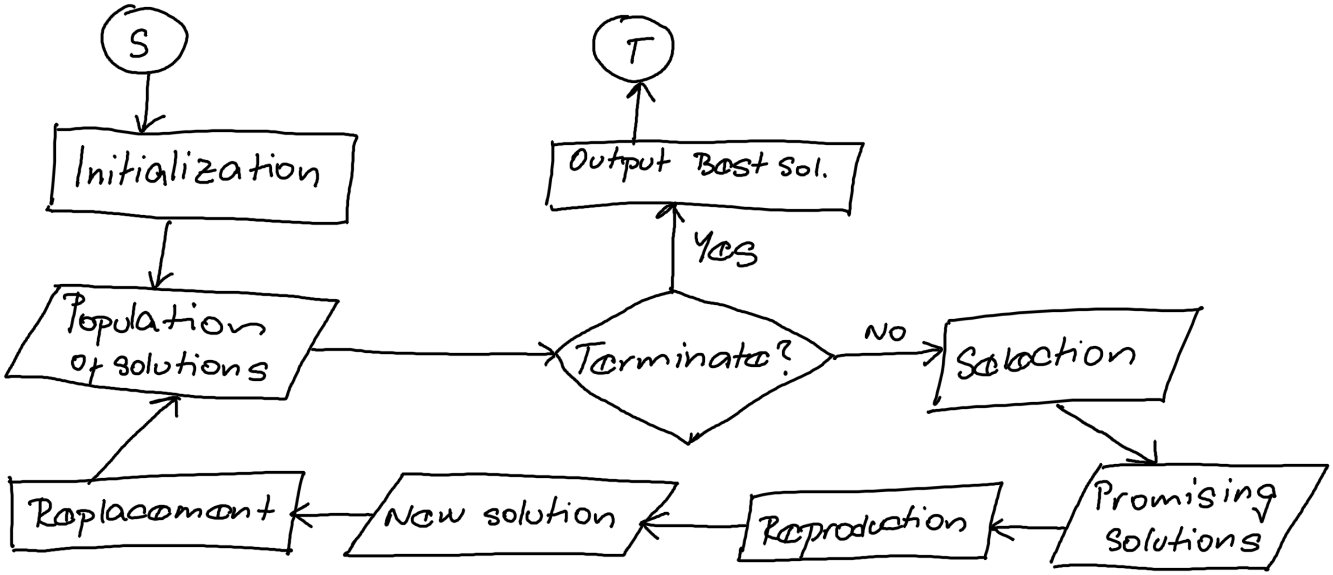 S
T
Initialization
Output Best Sol.
Yes
Population
of solutions
Terminate?
NO
Selection
Replacement
New solution
Reproduction
Promising
solutions